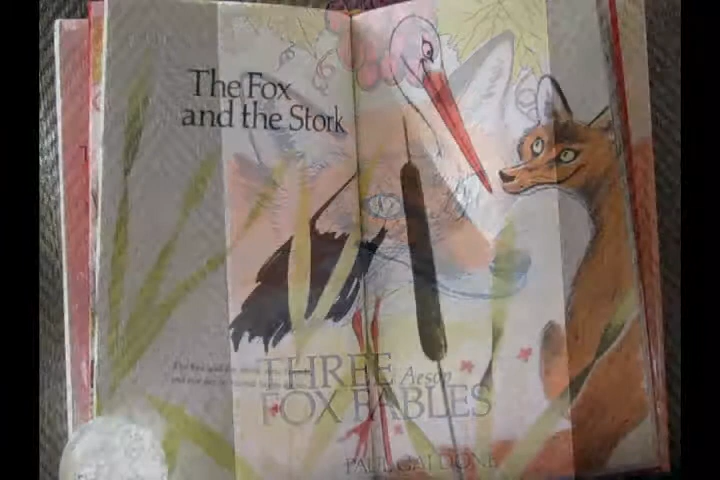 The Fox
and the Stork
THREE Aesop
FOX FABLES
PAUL GALDONE